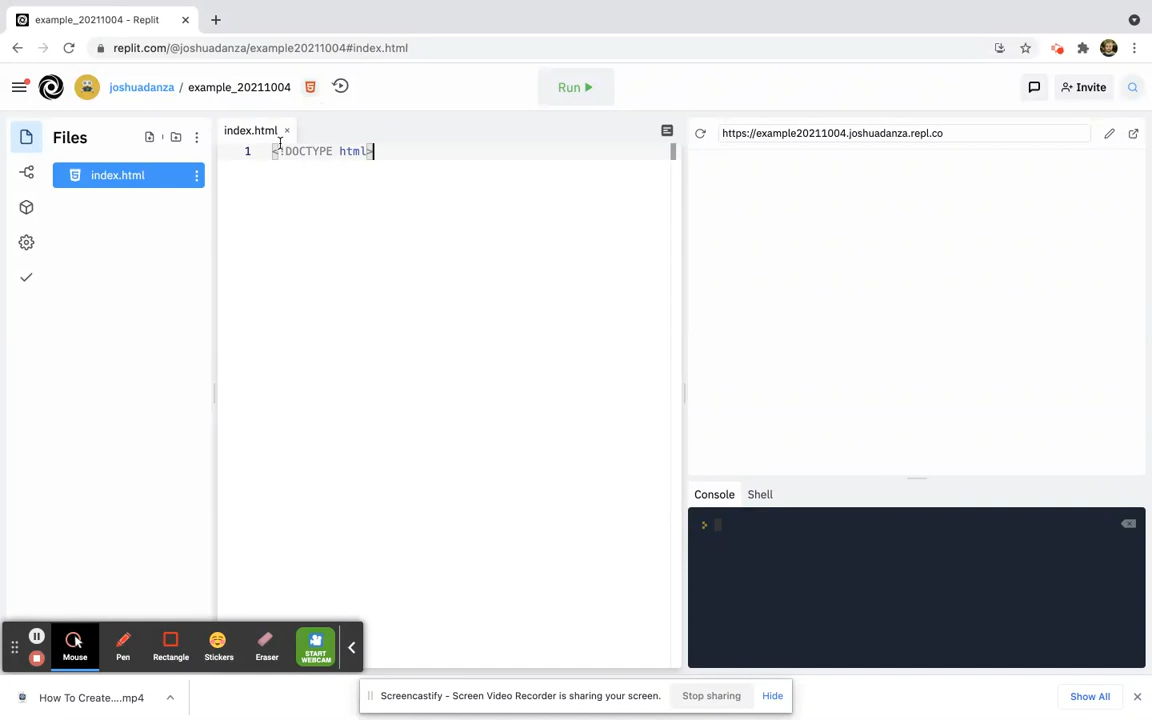 example_20211004 - Replit
replit.com/@joshuadanza/example20211004#index.html
joshuadanza / example_20211004
Run
Invite
Files
index.html
index.html
1 <!DOCTYPE html>
https://example20211004.joshuadanza.repl.co
Console Shell
Mouse Pen Rectangle Stickers Eraser START WEBCAM
How To Create....mp4
Screencastify - Screen Video Recorder is sharing your screen. Stop sharing Hide
Show All